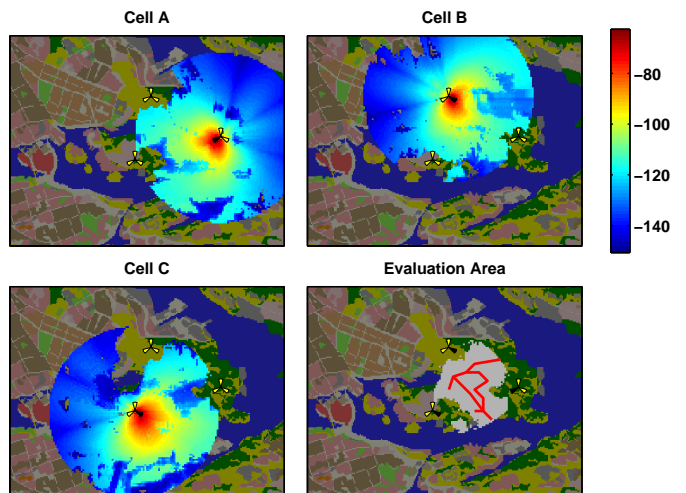 Cell A
Cell B
−80
−100
−120
−140
Cell C
Evaluation Area